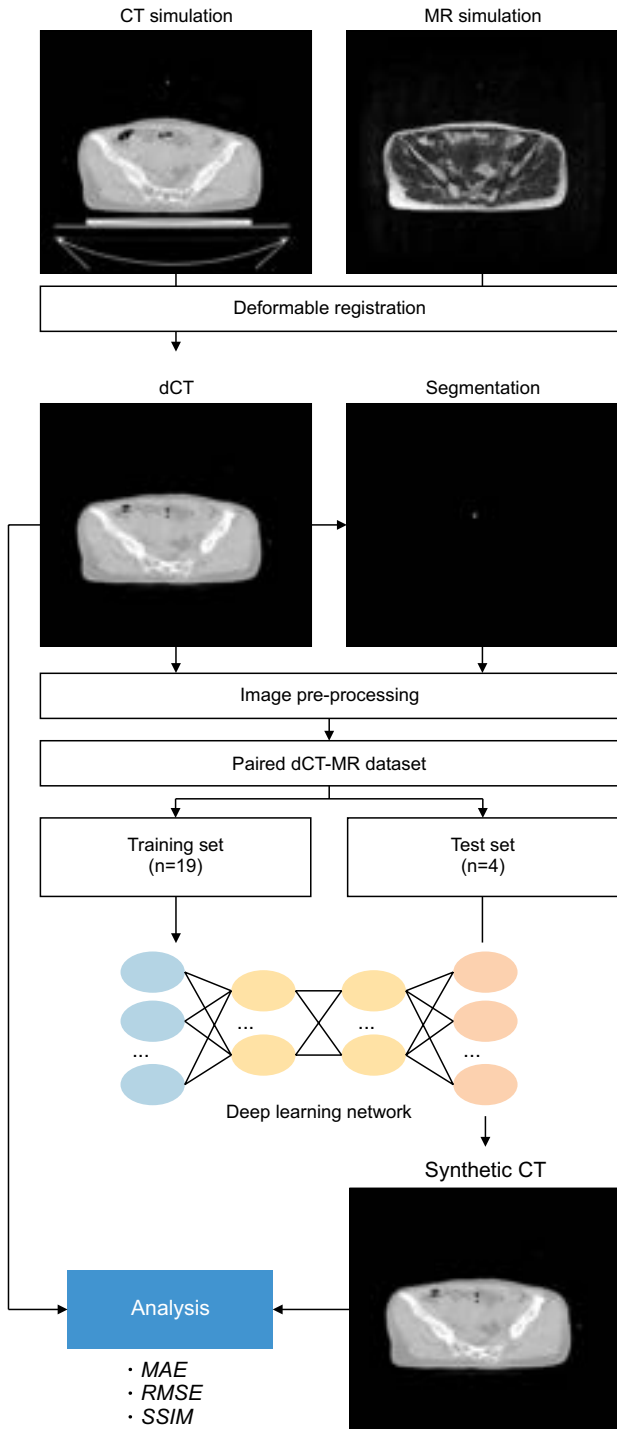 CT simulation
MR simulation
Deformable registration
dCT
Segmentation
Image pre-processing
Paired dCT-MR dataset
Training set
(n=19)
Test set
(n=4)
...
...
...
...
...
...
Deep learning network
Synthetic CT
Analysis
· MAE
· RMSE
· SSIM